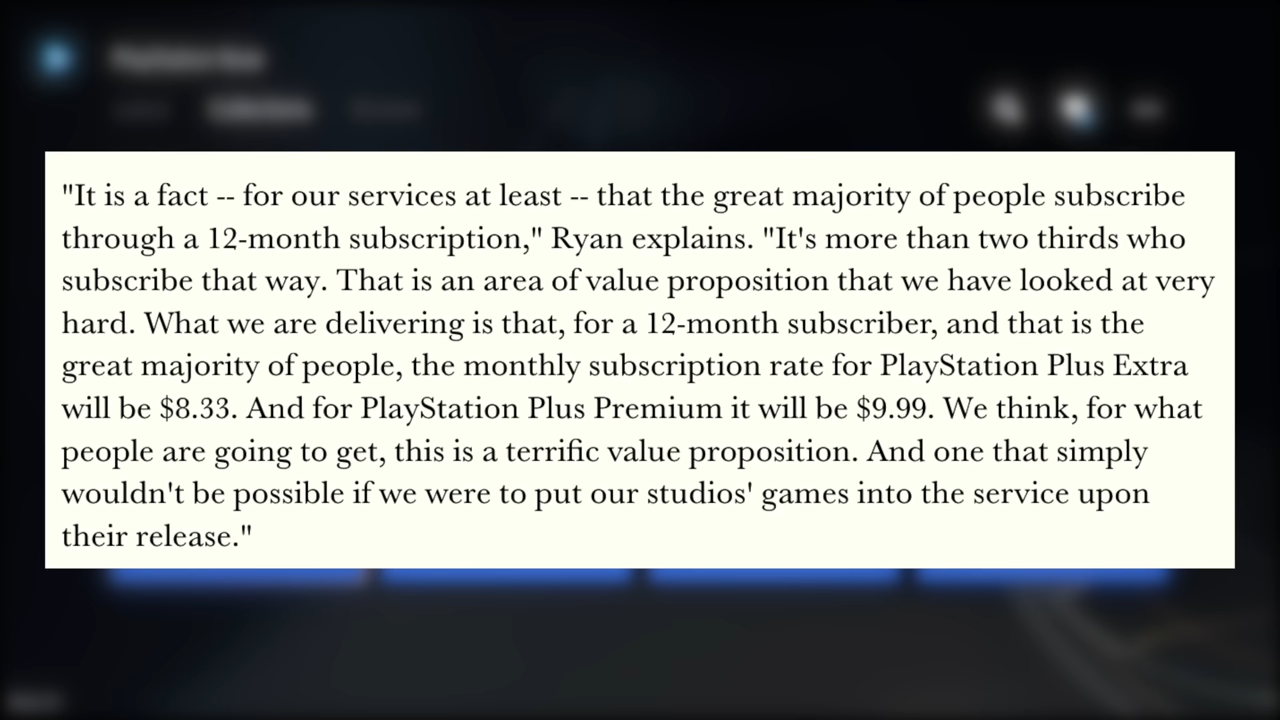 "It is a fact -- for our services at least -- that the great majority of people subscribe
through a 12-month subscription," Ryan explains. "It's more than two thirds who
subscribe that way. That is an area of value proposition that we have looked at very
hard. What we are delivering is that, for a 12-month subscriber, and that is the
great majority of people, the monthly subscription rate for PlayStation Plus Extra
will be $8.33. And for PlayStation Plus Premium it will be $9.99. We think, for what
people are going to get, this is a terrific value proposition. And one that simply
wouldn't be possible if we were to put our studios' games into the service upon
their release."